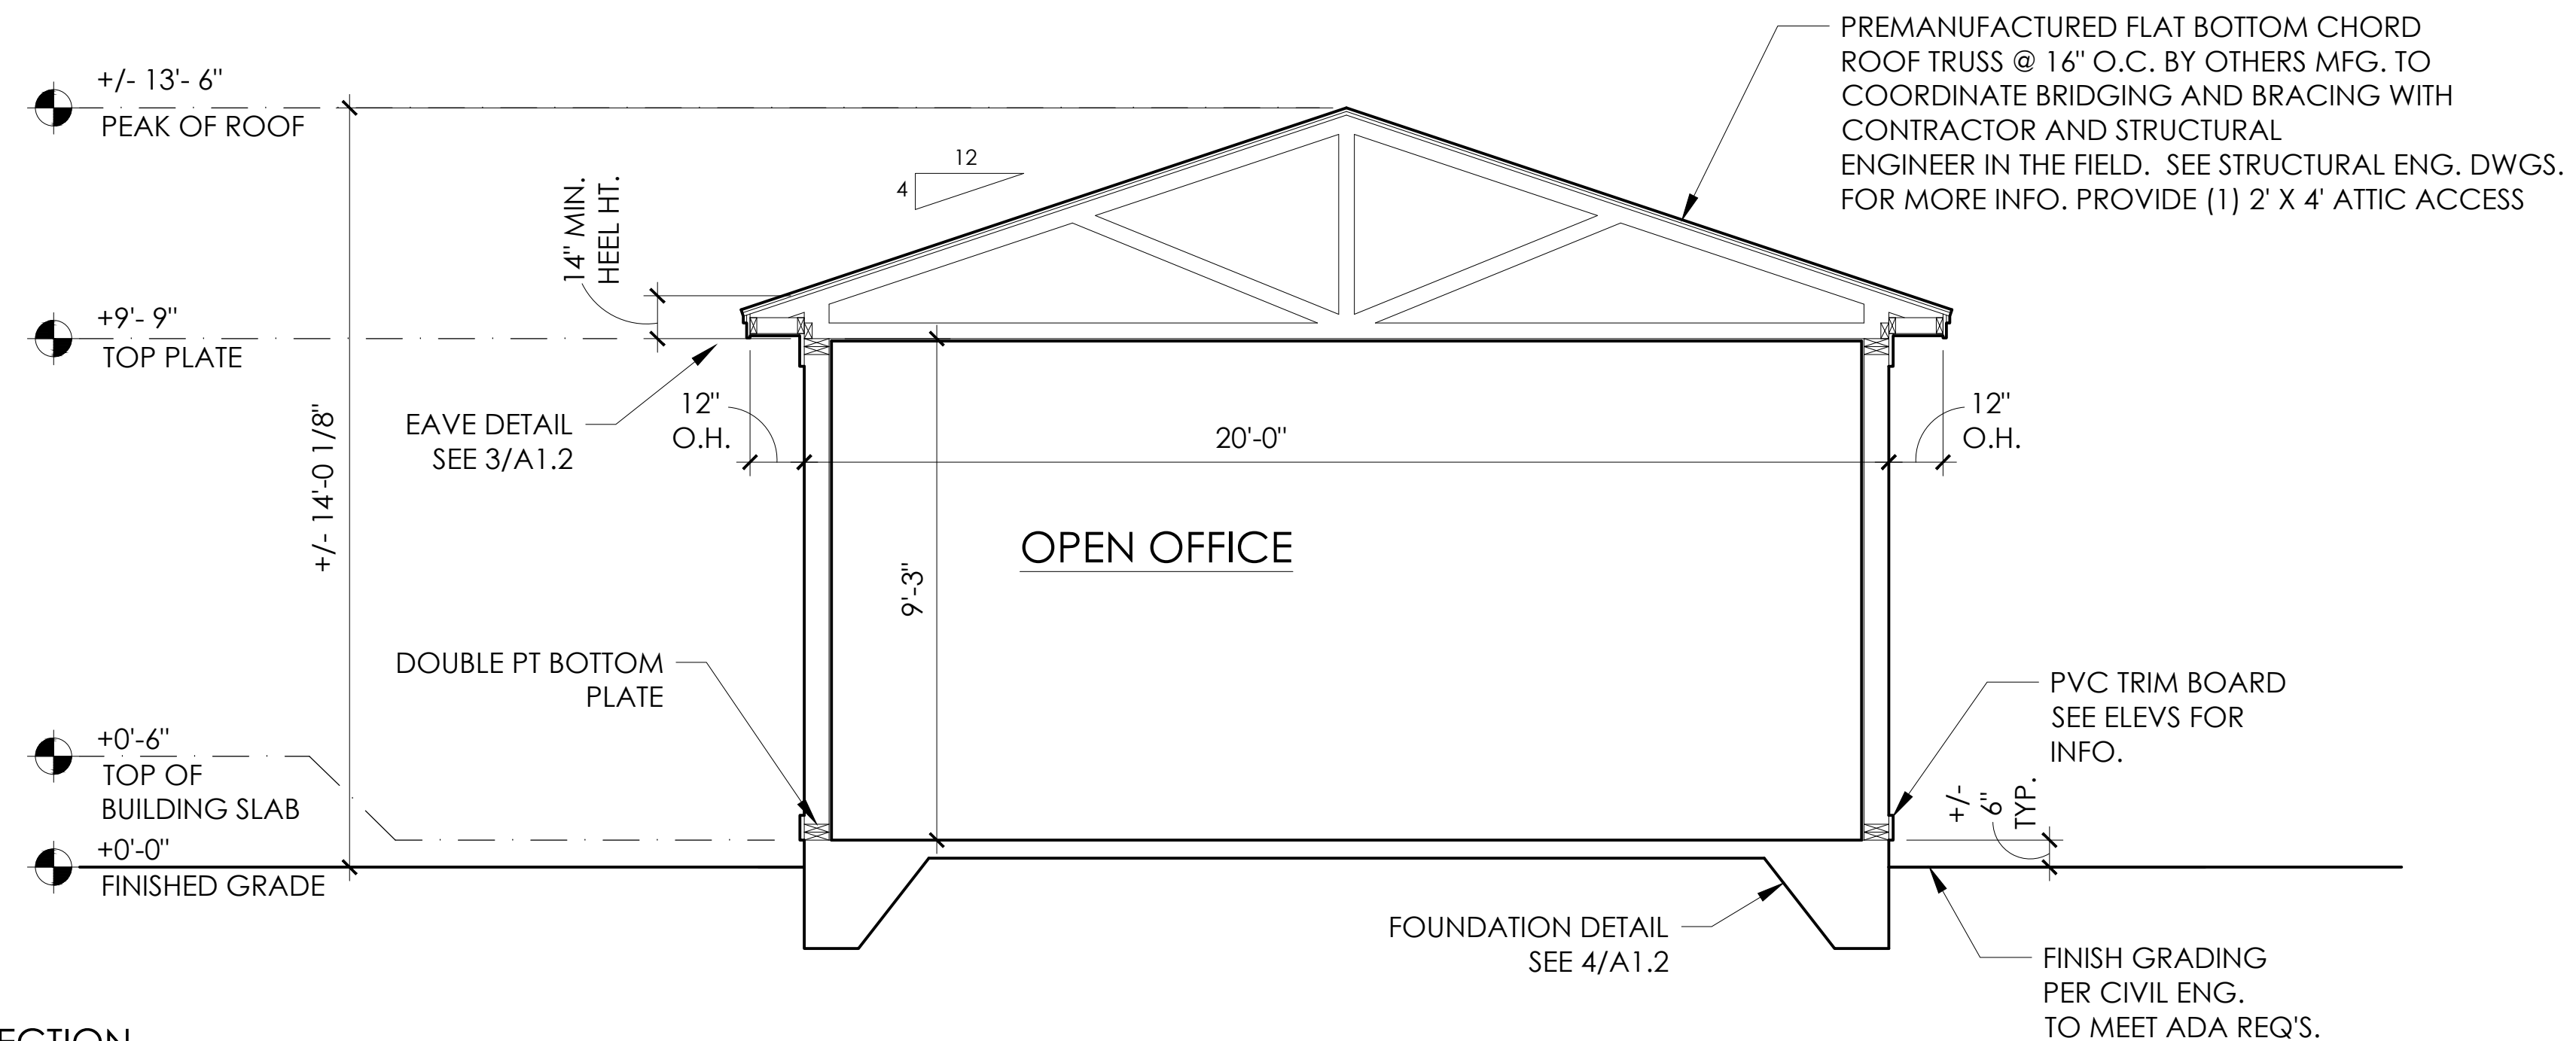 PREMANUFACTURED FLAT BOTTOM CHORD
ROOF TRUSS @ 16" O.C. BY OTHERS MFG. TO
COORDINATE BRIDGING AND BRACING WITH
CONTRACTOR AND STRUCTURAL
ENGINEER IN THE FIELD. SEE STRUCTURAL ENG. DWGS.
FOR MORE INFO. PROVIDE (1) 2' X 4' ATTIC ACCESS
+/- 13'- 6"
PEAK OF ROOF
12
4
14" MIN.
HEEL HT.
+9'- 9"
TOP PLATE
EAVE DETAIL
SEE 3/A1.2
12"
O.H.
20'-0"
12"
O.H.
+/- 14'-0 1/8"
OPEN OFFICE
9'-3"
DOUBLE PT BOTTOM
PLATE
PVC TRIM BOARD
SEE ELEVS FOR
INFO.
+0'-6"
TOP OF
BUILDING SLAB
+/-
6"
TYP.
+0'-0"
FINISHED GRADE
FOUNDATION DETAIL
SEE 4/A1.2
FINISH GRADING
PER CIVIL ENG.
TO MEET ADA REQ'S.